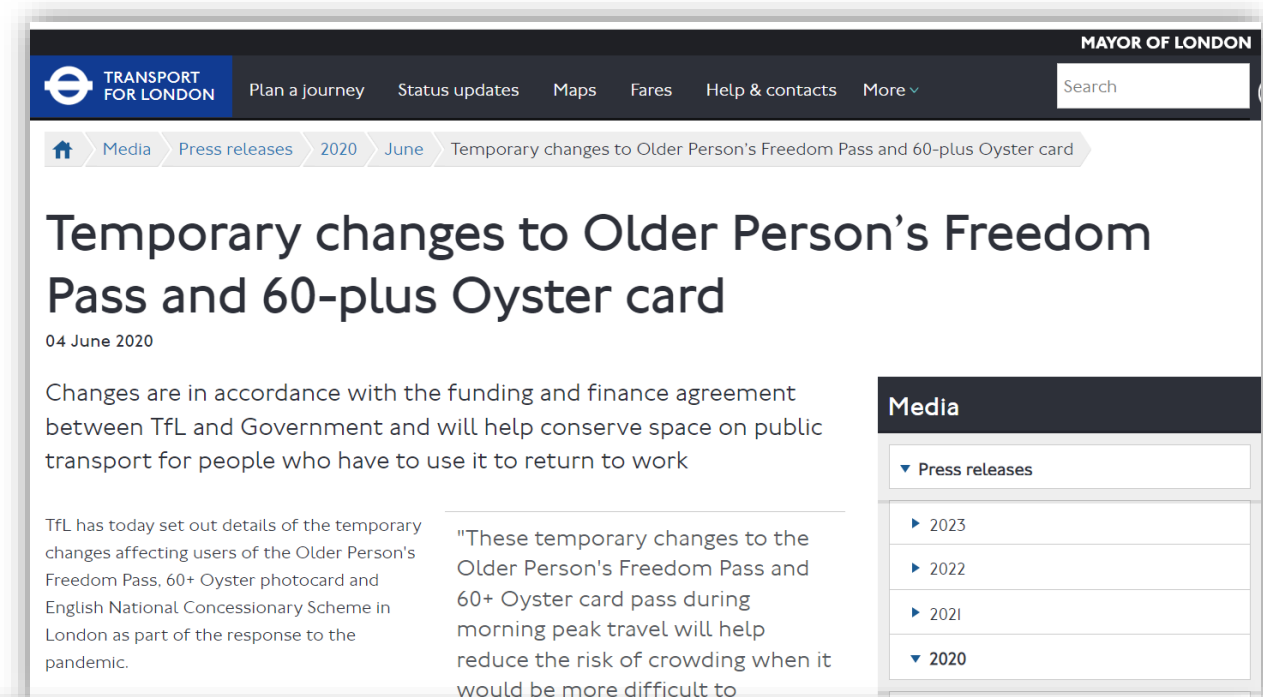 MAYOR OF LONDON
TRANSPORT
FOR LONDON
Plan a journey
Status updates
Maps
Fares
Help & contacts
More
Search
Media
Press releases
2020
June
Temporary changes to Older Person's Freedom Pass and 60-plus Oyster card
Temporary changes to Older Person’s Freedom
Pass and 60-plus Oyster card
04 June 2020
Changes are in accordance with the funding and finance agreement
between TfL and Government and will help conserve space on public
transport for people who have to use it to return to work
TfL has today set out details of the temporary
changes affecting users of the Older Person's
Freedom Pass, 60+ Oyster photocard and
English National Concessionary Scheme in
London as part of the response to the
pandemic.
"These temporary changes to the
Older Person's Freedom Pass and
60+ Oyster card pass during
morning peak travel will help
reduce the risk of crowding when it
would be more difficult to
Media
Press releases
2023
2022
2021
2020